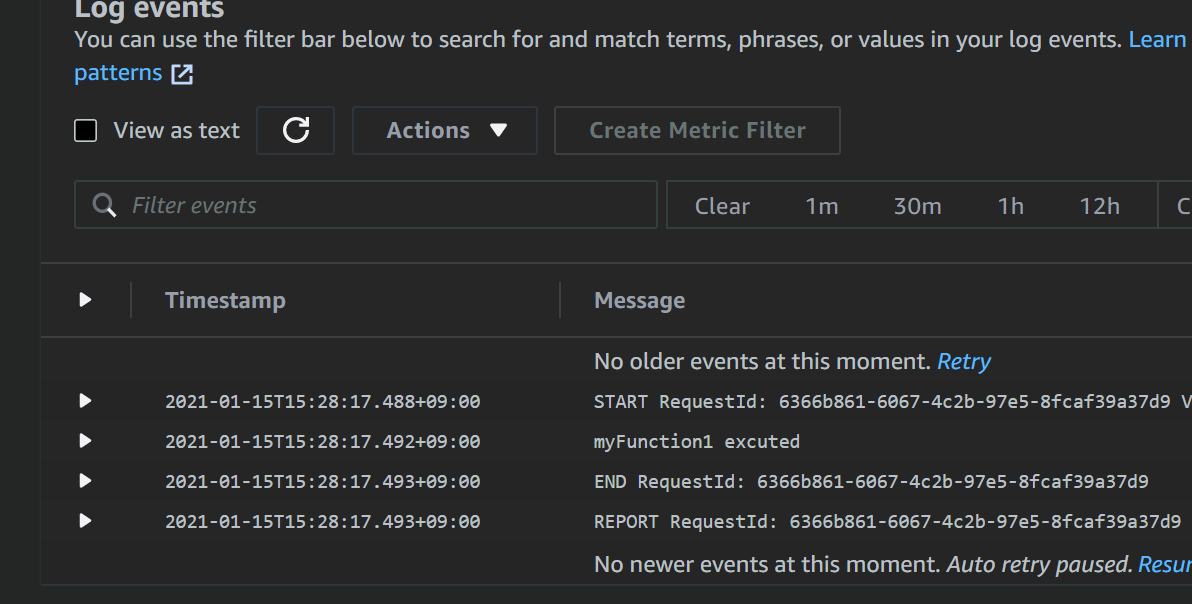 Log events
You can use the filter bar below to search for and match terms, phrases, or values in your log events. Learn
patterns
View as text Actions Create Metric Filter
Filter events Clear 1m 30m 1h 12h
Timestamp Message
No older events at this moment. Retry
2021-01-15T15:28:17.488+09:00 START RequestId: 6366b861-6067-4c2b-97e5-8fcaf39a37d9
2021-01-15T15:28:17.492+09:00 myFunction1 excuted
2021-01-15T15:28:17.493+09:00 END RequestId: 6366b861-6067-4c2b-97e5-8fcaf39a37d9
2021-01-15T15:28:17.493+09:00 REPORT RequestId: 6366b861-6067-4c2b-97e5-8fcaf39a37d9
No newer events at this moment. Auto retry paused.